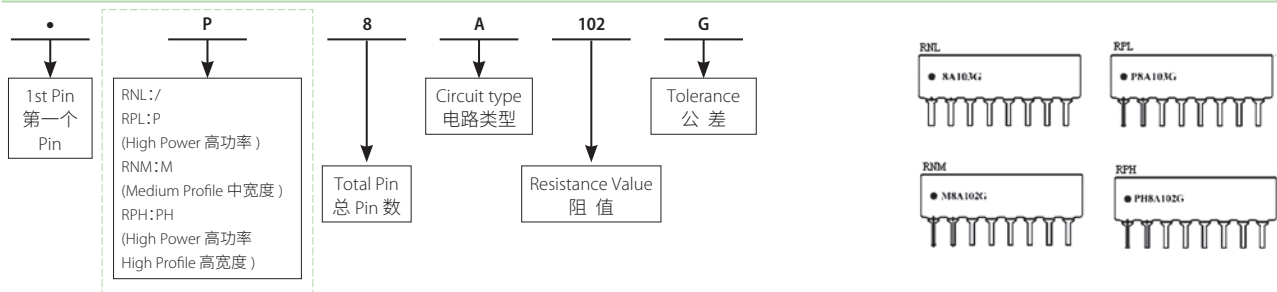 • P 8 A 102 G
1st Pin
第一个
Pin
RNL:/
RPL:P
(High Power 高功率 )
RNM:M
(Medium Profile 中宽度 )
RPH:PH
(High Power 高功率
High Profile 高宽度 )
Total Pin
总 Pin 数
Circuit type
电路类型
Resistance Value
阻 值
Tolerance
公 差
RNL
● 8A103G
RPL
● P8A103G
RNM
● M8A102G
RPH
● PH8A102G